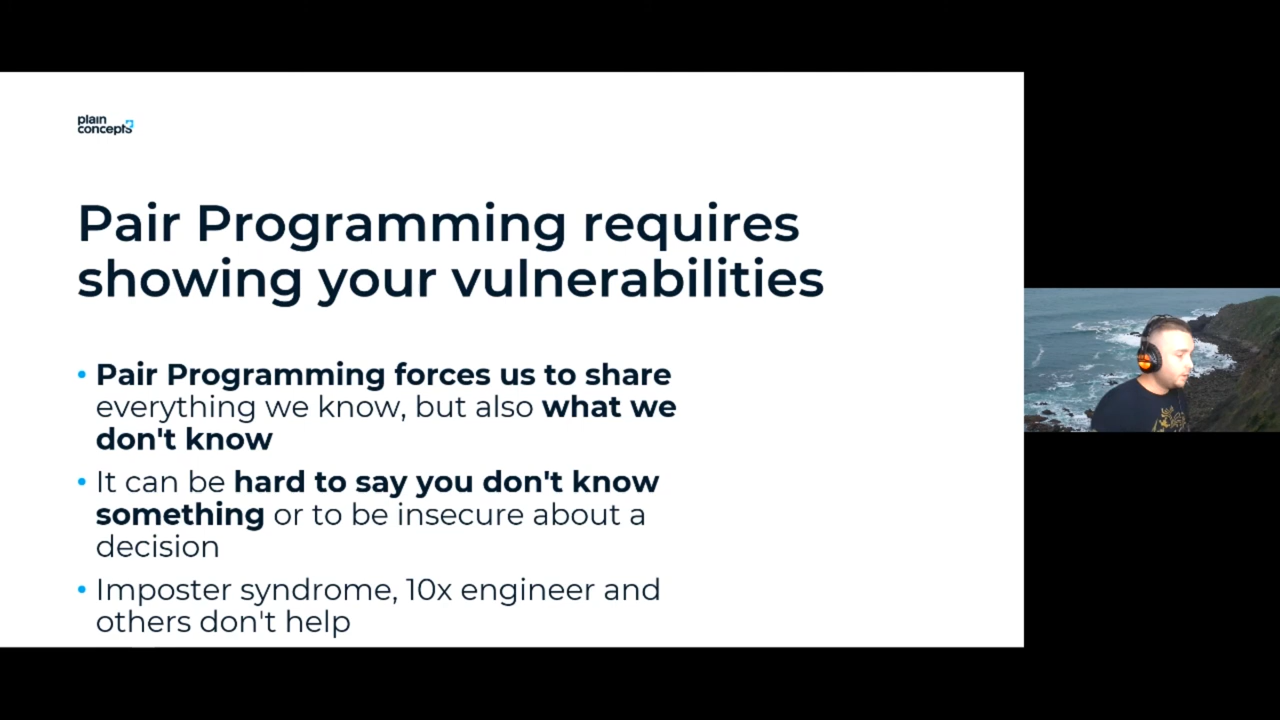 plain
concepts
Pair Programming requires
showing your vulnerabilities
• Pair Programming forces us to share
everything we know, but also what we
don't know
• It can be hard to say you don't know
something or to be insecure about a
decision
• Imposter syndrome, 10x engineer and
others don't help